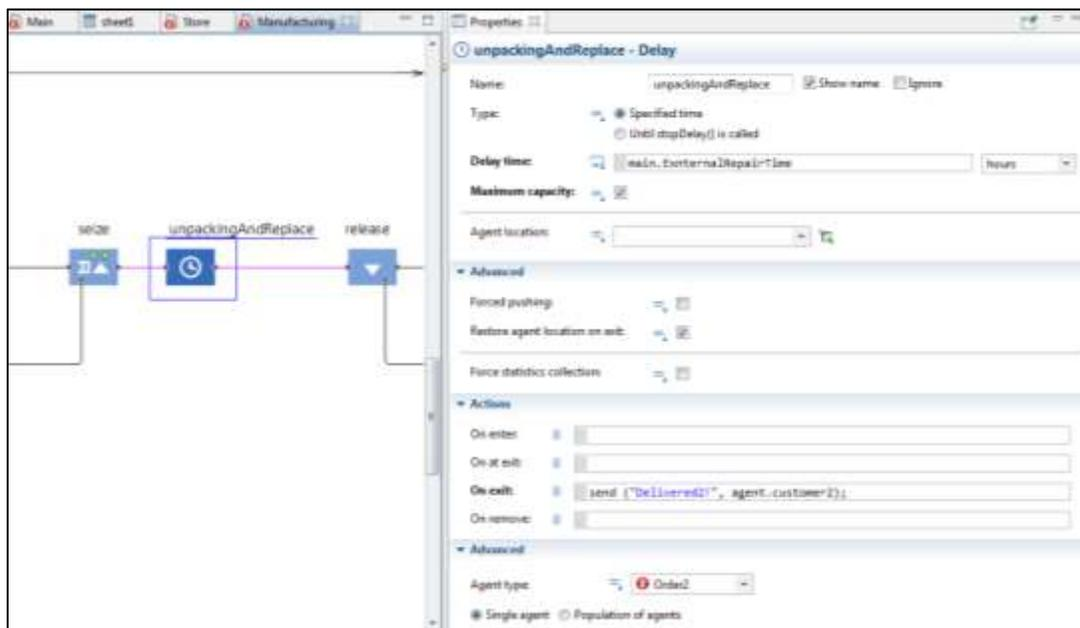 Main sheet1 Store Manufacturing
Properties
unpackingAndReplace - Delay
Name: unpackingAndReplace Show name Ignore
Type: Specified time
Until stopDelay() is called
Delay time: main.ExnternalRepairTime hours
Maximum capacity:
Agent location:
seize unpackingAndReplace release
Advanced
Forced pushing:
Restore agent location on exit:
Force statistics collection:
Actions
On enter:
On at exit:
On exit: send ("Delivered2!", agent.customer2);
On remove:
Advanced
Agent type: Order2
Single agent Population of agents